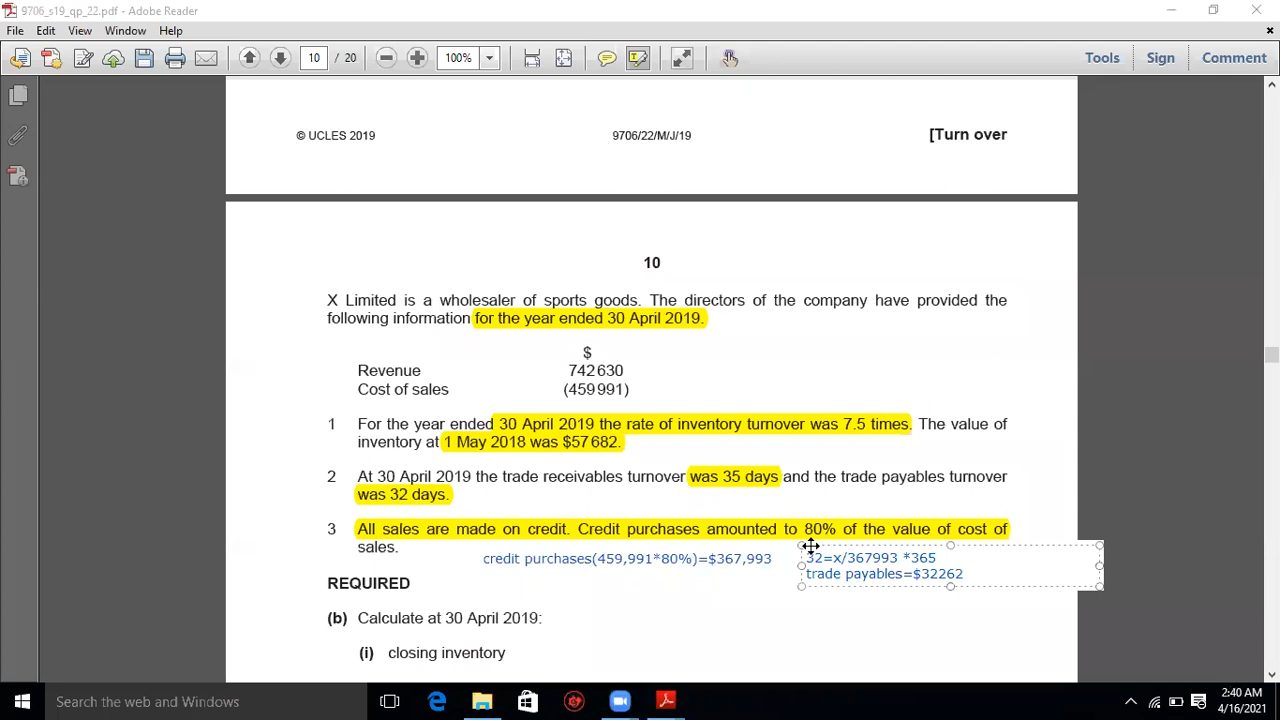 9706_s19_qp_22.pdf - Adobe Reader
File Edit View Window Help
10 / 20 100% Tools Sign Comment
© UCLES 2019 9706/22/M/J/19 [Turn over
10
X Limited is a wholesaler of sports goods. The directors of the company have provided the
following information for the year ended 30 April 2019.
$
Revenue 742 630
Cost of sales (459 991)
1 For the year ended 30 April 2019 the rate of inventory turnover was 7.5 times. The value of
inventory at 1 May 2018 was $57 682.
2 At 30 April 2019 the trade receivables turnover was 35 days and the trade payables turnover
was 32 days.
3 All sales are made on credit. Credit purchases amounted to 80% of the value of cost of
sales.
credit purchases(459,991*80%)=$367,993 32=x/367993 *365
trade payables=$32262
REQUIRED
(b) Calculate at 30 April 2019:
(i) closing inventory
Search the web and Windows
2:40 AM
4/16/2021